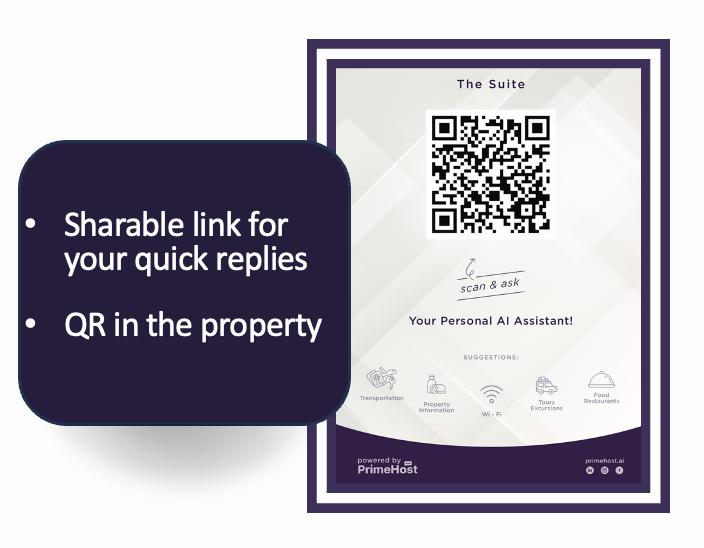 • Sharable link for
your quick replies
• QR in the property
The Suite
scan & ask
Your Personal AI Assistant!
SUGGESTIONS:
Transportation
Property
Information
Wi - Fi
Tours
Excursions
Food
Restaurants
powered by
PrimeHost
primehost.ai